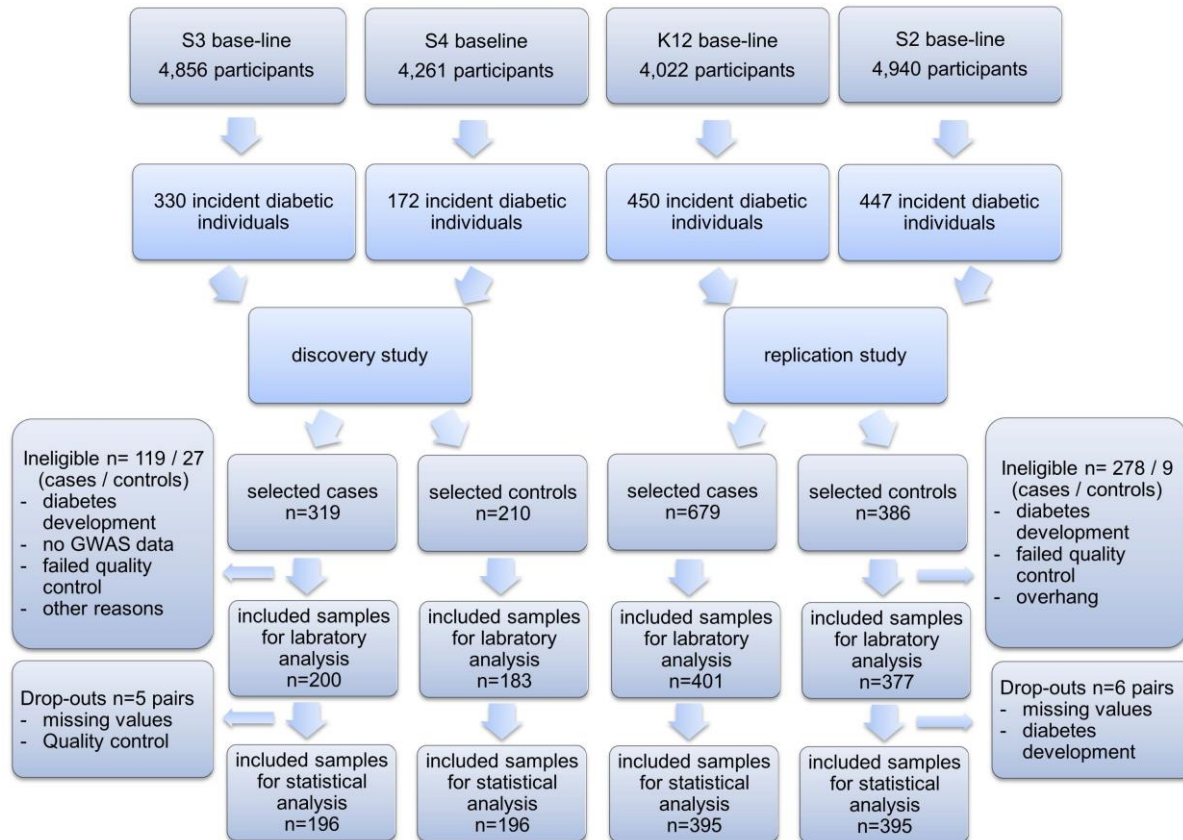 S3 base-line
4,856 participants
S4 baseline
4,261 participants
K12 base-line
4,022 participants
S2 base-line
4,940 participants
330 incident diabetic
individuals
172 incident diabetic
individuals
450 incident diabetic
individuals
447 incident diabetic
individuals
discovery study
replication study
Ineligible n= 119 / 27
(cases / controls)
- diabetes
development
- no GWAS data
- failed quality
control
- other reasons
selected cases
n=319
selected controls
n=210
selected cases
n=679
selected controls
n=386
Ineligible n= 278 / 9
(cases / controls)
- diabetes
development
- failed quality
control
- overhang
included samples
for labratory
analysis
n=200
included samples
for labratory
analysis
n=183
included samples
for labratory
analysis
n=401
included samples
for labratory
analysis
n=377
Drop-outs n=5 pairs
- missing values
- Quality control
Drop-outs n=6 pairs
- missing values
- diabetes
development
included samples
for statistical
analysis
n=196
included samples
for statistical
analysis
n=196
included samples
for statistical
analysis
n=395
included samples
for statistical
analysis
n=395